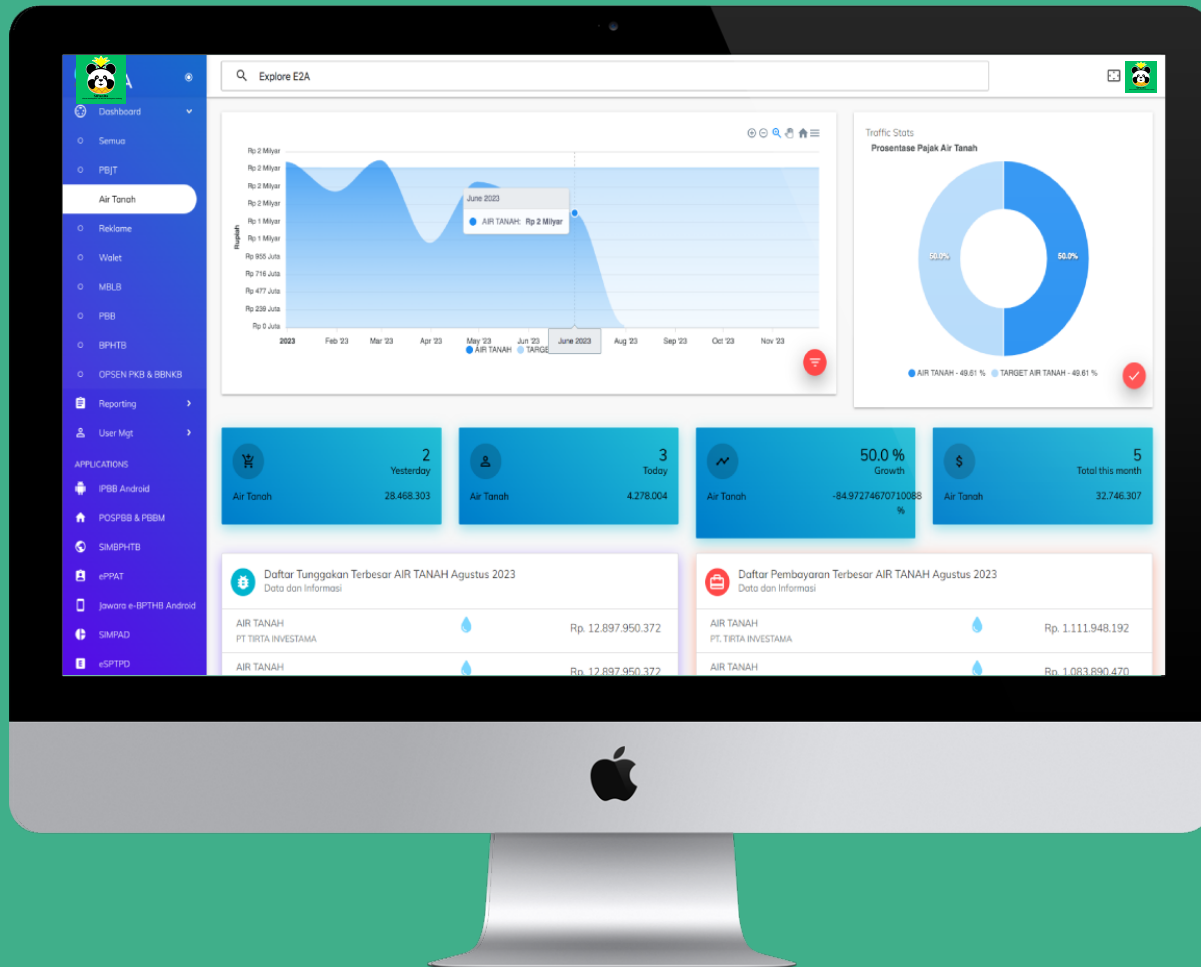 Explore E2A
Dashboard
Semua
PBJT
Air Tanah
Reklame
Walet
MBLB
PBB
BPHTB
OPSEN PKB & BBNKB
Reporting
User Mgt
APPLICATIONS
IPBB Android
POSPBB & PBBM
SIMBPHTB
ePPAT
Jawara e-BPTHB Android
SIMPAD
eSPTPD
Rp 2 Milyar
Rp 2 Milyar
Rp 2 Milyar
Rp 2 Milyar
Rp 1 Milyar
Rp 1 Milyar
Rp 955 Juta
Rp 716 Juta
Rp 477 Juta
Rp 239 Juta
Rp 0 Juta
Rupiah
June 2023
AIR TANAH: Rp 2 Milyar
2023 Feb '23 Mar '23 Apr '23 May '23 Jun '23 June 2023 Aug '23 Sep '23 Oct '23 Nov '23
AIR TANAH TARGE
Traffic Stats
Prosentase Pajak Air Tanah
50.0% 50.0%
AIR TANAH - 49.61 % TARGET AIR TANAH - 49.61 %
2
Yesterday
Air Tanah 28.468.303
3
Today
Air Tanah 4.278.004
50.0 %
Growth
Air Tanah -84.97274670710088
%
5
Total this month
Air Tanah 32.746.307
Daftar Tunggakan Terbesar AIR TANAH Agustus 2023
Data dan Informasi
AIR TANAH
PT TIRTA INVESTAMA
Rp. 12.897.950.372
AIR TANAH
Rp. 12.897.950.372
Daftar Pembayaran Terbesar AIR TANAH Agustus 2023
Data dan Informasi
AIR TANAH
PT. TIRTA INVESTAMA
Rp. 1.111.948.192
AIR TANAH
Rp. 1.083.890.470